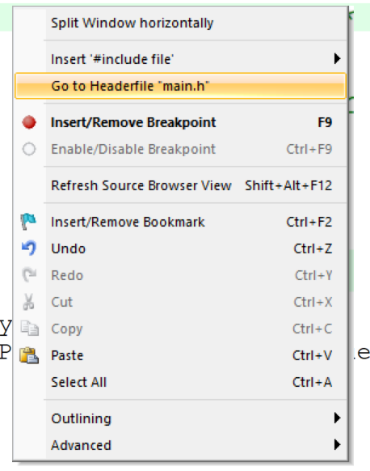 Split Window horizontally
Insert '#include file'
Go to Headerfile "main.h"
Insert/Remove Breakpoint F9
Enable/Disable Breakpoint Ctrl+F9
Refresh Source Browser View Shift+Alt+F12
Insert/Remove Bookmark Ctrl+F2
Undo Ctrl+Z
Redo Ctrl+Y
Cut Ctrl+X
Copy Ctrl+C
Paste Ctrl+V
Select All Ctrl+A
Outlining
Advanced